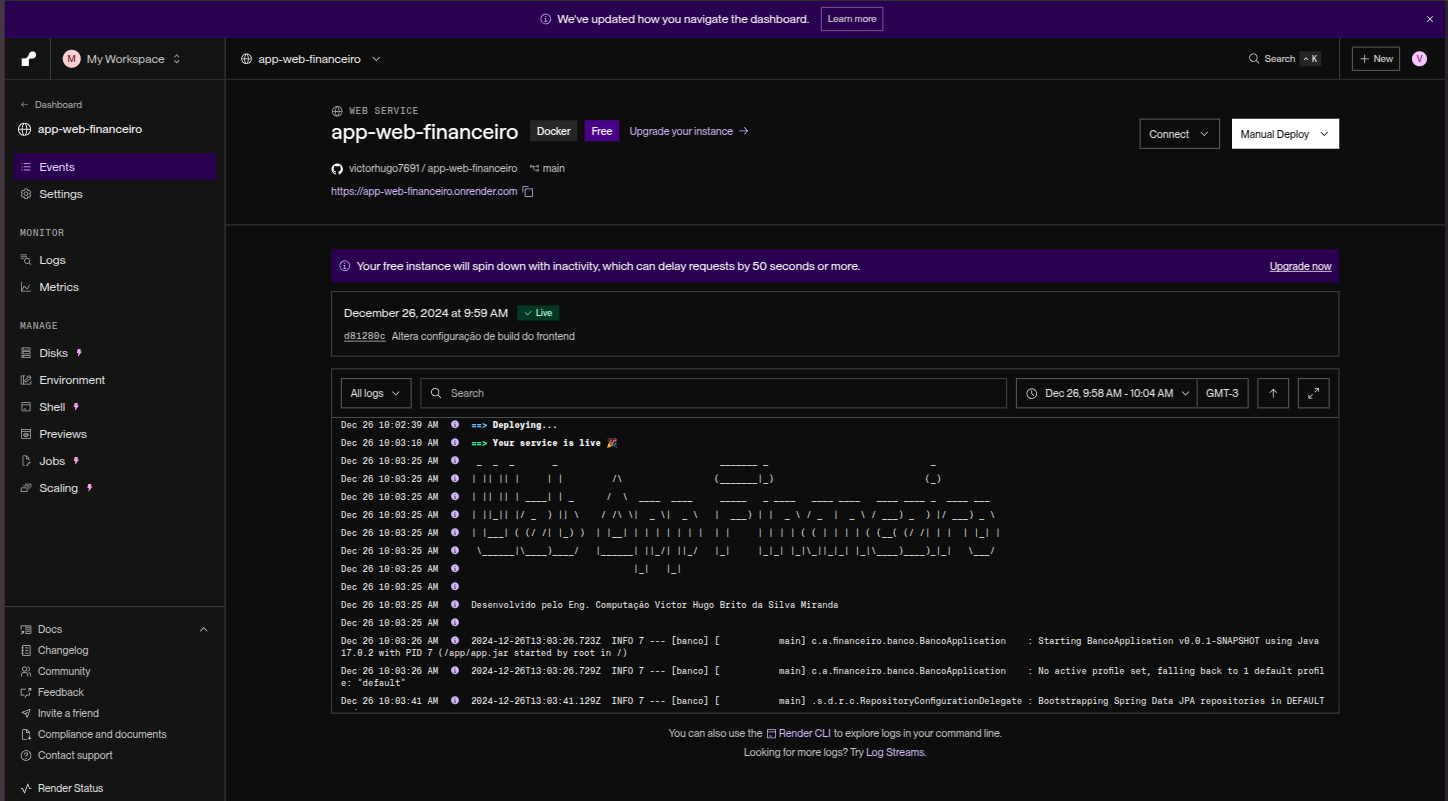 We've updated how you navigate the dashboard. Learn more
M My Workspace
app-web-financeiro
Search ^ K
+ New
V
← Dashboard
app-web-financeiro
Events
Settings
MONITOR
Logs
Metrics
MANAGE
Disks
Environment
Shell
Previews
Jobs
Scaling
Docs
Changelog
Community
Feedback
Invite a friend
Compliance and documents
Contact support
Render Status
WEB SERVICE
app-web-financeiro Docker Free Upgrade your instance →
Connect
Manual Deploy
victorhugo7691 / app-web-financeiro main
https://app-web-financeiro.onrender.com
Your free instance will spin down with inactivity, which can delay requests by 50 seconds or more. Upgrade now
December 26, 2024 at 9:59 AM ✓ Live
d81280c Altera configuração de build do frontend
All logs
Search
Dec 26, 9:58 AM - 10:04 AM
GMT-3
Dec 26 10:02:39 AM ==> Deploying...
Dec 26 10:03:10 AM ==> Your service is live 🎉
Dec 26 10:03:25 AM
Dec 26 10:03:25 AM
Dec 26 10:03:25 AM
Dec 26 10:03:25 AM
Dec 26 10:03:25 AM
Dec 26 10:03:25 AM
Dec 26 10:03:25 AM
Dec 26 10:03:25 AM
Dec 26 10:03:25 AM Desenvolvido pelo Eng. Computação Victor Hugo Brito da Silva Miranda
Dec 26 10:03:25 AM
Dec 26 10:03:26 AM 2024-12-26T13:03:26.723Z INFO 7 --- [banco] [ main] c.a.financeiro.banco.BancoApplication : Starting BancoApplication v0.0.1-SNAPSHOT using Java
17.0.2 with PID 7 (/app/app.jar started by root in /)
Dec 26 10:03:26 AM 2024-12-26T13:03:26.729Z INFO 7 --- [banco] [ main] c.a.financeiro.banco.BancoApplication : No active profile set, falling back to 1 default profil
e: "default"
Dec 26 10:03:41 AM 2024-12-26T13:03:41.129Z INFO 7 --- [banco] [ main] .s.d.r.c.RepositoryConfigurationDelegate : Bootstrapping Spring Data JPA repositories in DEFAULT
You can also use the Render CLI to explore logs in your command line.
Looking for more logs? Try Log Streams.